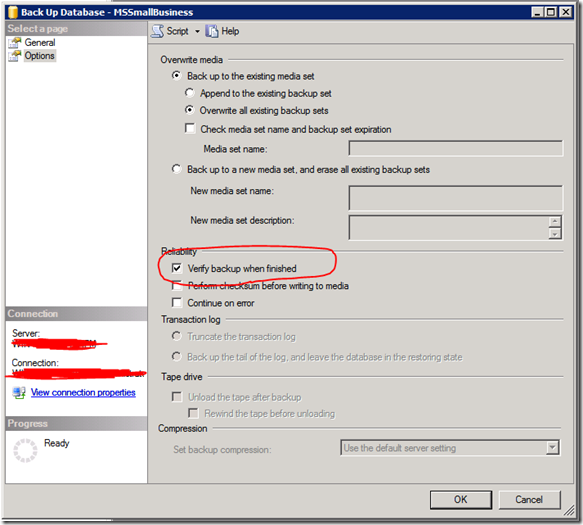 Back Up Database - MSSmallBusiness
Select a page
General
Options
Script
Help
Overwrite media
Back up to the existing media set
Append to the existing backup set
Overwrite all existing backup sets
Check media set name and backup set expiration
Media set name:
Back up to a new media set, and erase all existing backup sets
New media set name:
New media set description:
Reliability
Verify backup when finished
Perform checksum before writing to media
Continue on error
Transaction log
Truncate the transaction log
Back up the tail of the log, and leave the database in the restoring state
Tape drive
Unload the tape after backup
Rewind the tape before unloading
Compression
Set backup compression:
Use the default server setting
Connection
Server:
Connection:
View connection properties
Progress
Ready
OK
Cancel